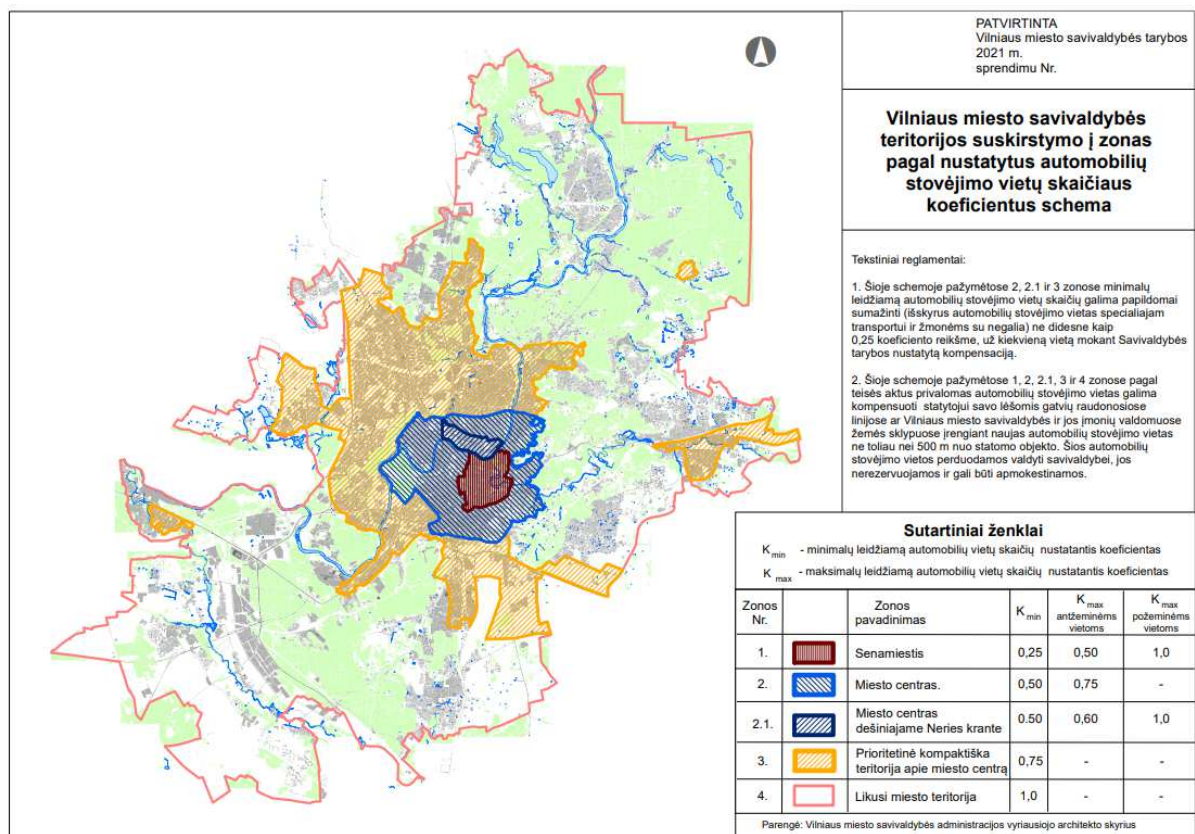 PATVIRTINTA
Vilniaus miesto savivaldybės tarybos
2021 m.
sprendimu Nr.
Vilniaus miesto savivaldybės
teritorijos suskirstymo į zonas
pagal nustatytus automobilių
stovėjimo vietų skaičiaus
koeficientus schema
Tekstiniai reglamentai:
1. Šioje schemoje pažymėtose 2, 2.1 ir 3 zonose minimalų
leidžiamą automobilių stovėjimo vietų skaičių galima papildomai
sumažinti (išskyrus automobilių stovėjimo vietas specialiajam
transportui ir žmonėms su negalia) ne didesne kaip
0,25 koeficiento reikšme, už kiekvieną vietą mokant Savivaldybės
tarybos nustatytą kompensaciją.
2. Šioje schemoje pažymėtose 1, 2, 2.1, 3 ir 4 zonose pagal
teisės aktus privalomas automobilių stovėjimo vietas galima
kompensuoti statytojui savo lėšomis gatvių raudonosiose
linijose ar Vilniaus miesto savivaldybė ir jos įmonių valdomuose
žemės sklypuose įrengiant naujas automobilių stovėjimo vietas
ne toliau nei 500 m nuo statomo objekto. Šios automobilių
stovėjimo vietos perduodamos valdyti savivaldybei, jos
nerezervuojamos ir gali būti apmokestinamos.
Sutartiniai ženklai
K min - minimalų leidžiamą automobilių vietų skaičių nustatantis koeficientas
K max - maksimalų leidžiamą automobilių vietų skaičių nustatantis koeficientas
Zonos Nr. Zonos pavadinimas K min K max antžeminėms vietoms K max požeminėms vietoms
1. Senamiestis 0,25 0,50 1,0
2. Miesto centras. 0,50 0,75 -
2.1. Miesto centras dešiniajame Neries krante 0.50 0,60 1,0
3. Prioritetinė kompaktiška teritorija apie miesto centrą 0,75 - -
4. Likusi miesto teritorija 1,0 - -
Parengė: Vilniaus miesto savivaldybės administracijos vyriausiojo architekto skyrius